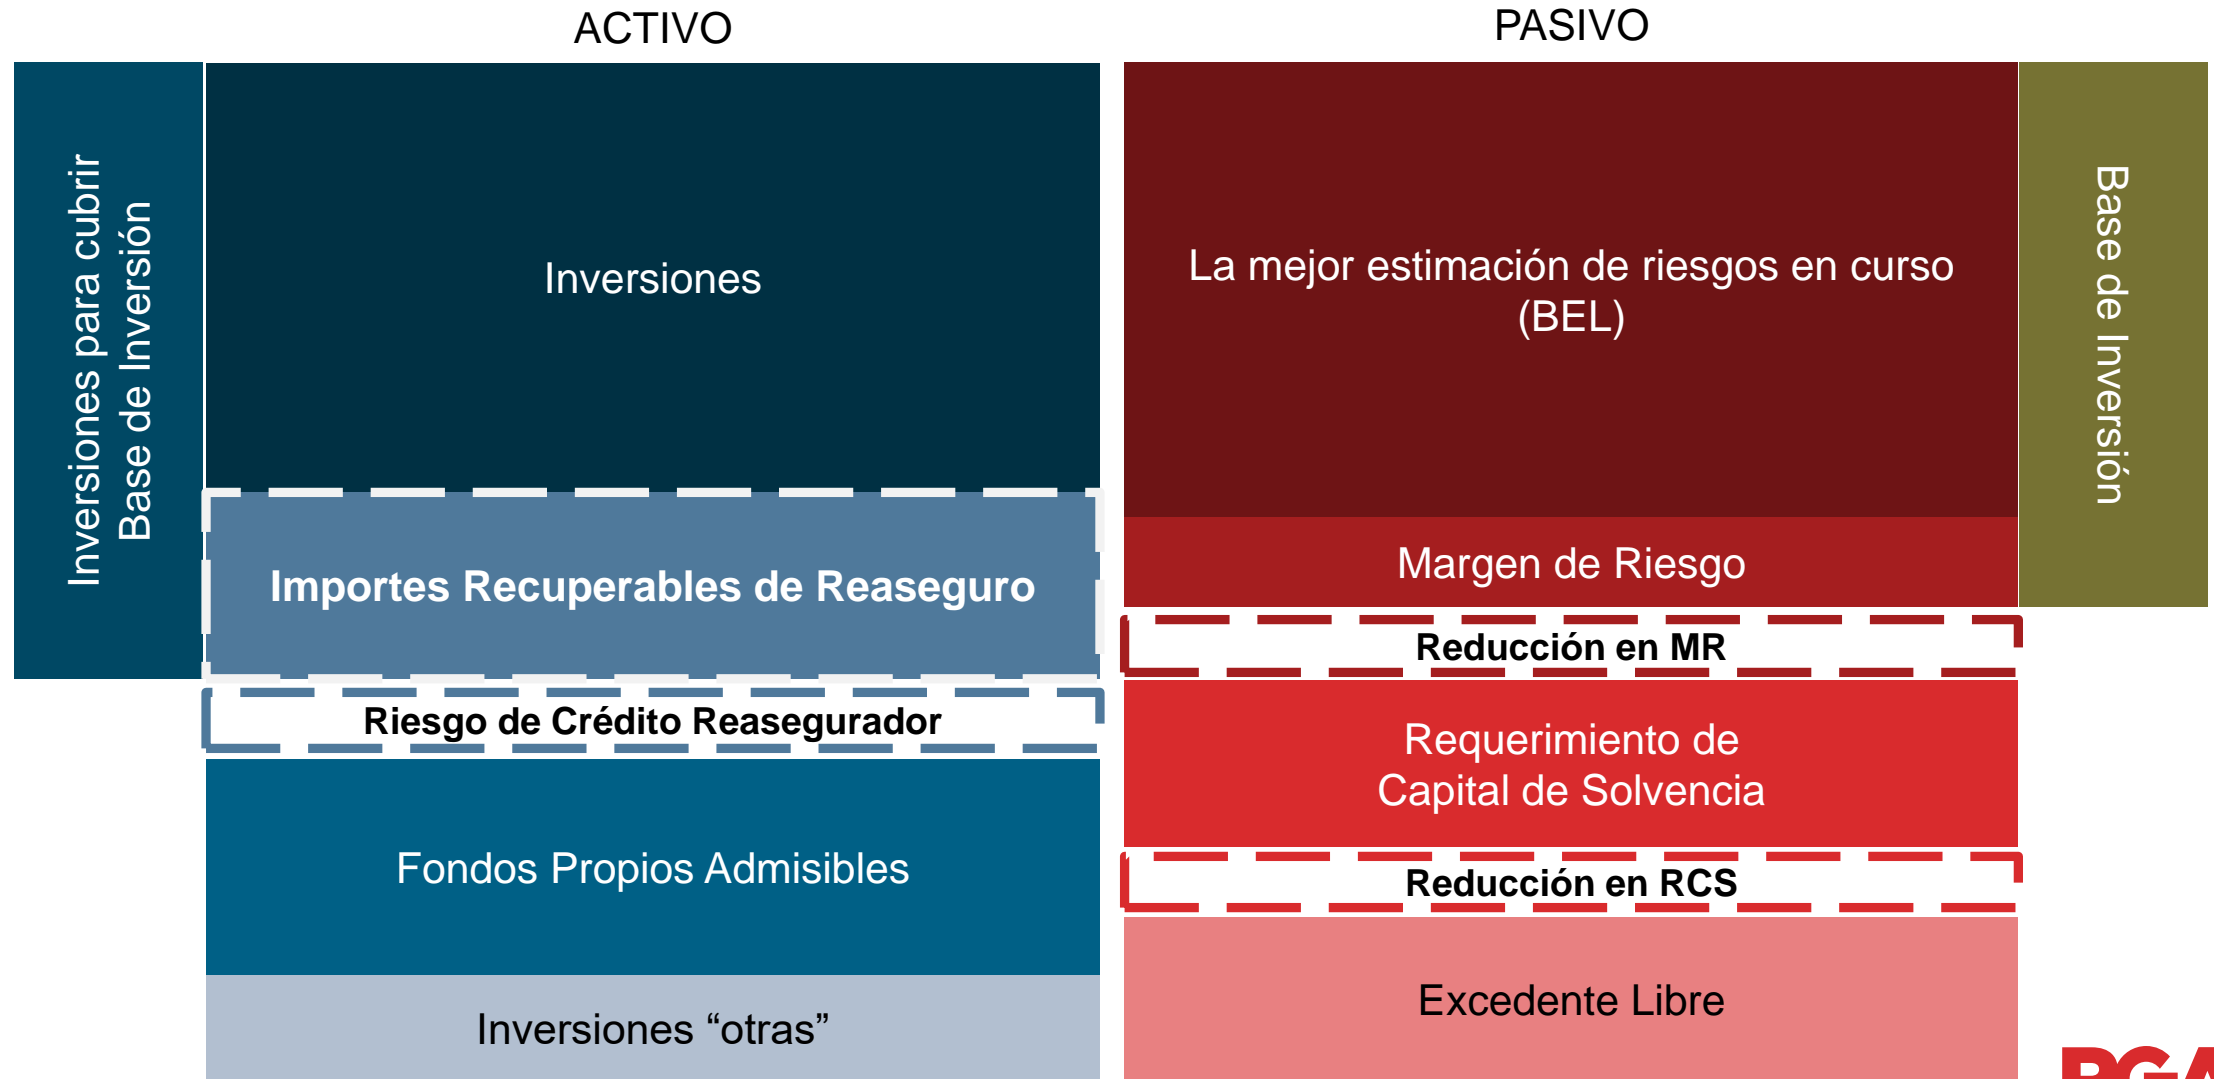 ACTIVO
PASIVO
Inversiones para cubrir
Base de Inversión
Inversiones
Importes Recuperables de Reaseguro
Riesgo de Crédito Reasegurador
Fondos Propios Admisibles
Inversiones “otras”
La mejor estimación de riesgos en curso
(BEL)
Margen de Riesgo
Reducción en MR
Requerimiento de
Capital de Solvencia
Reducción en RCS
Excedente Libre
Base de Inversión
RGA